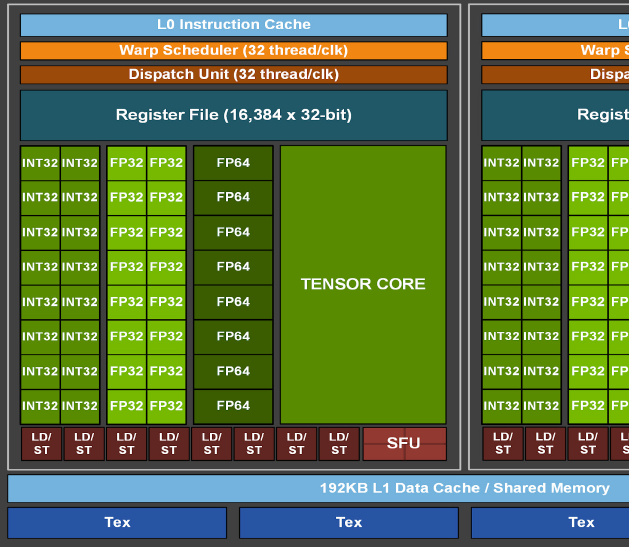 L0 Instruction Cache
Warp Scheduler (32 thread/clk) Warp
Dispatch Unit (32 thread/clk)
Register File (16,384 x 32-bit)
INT32 INT32 FP32 FP32 FP64 INT32 INT32 FP32
INT32 INT32 FP32 FP32 FP64 INT32 INT32 FP32
INT32 INT32 FP32 FP32 FP64 INT32 INT32 FP32
INT32 INT32 FP32 FP32 FP64 INT32 INT32 FP32
TENSOR CORE
INT32 INT32 FP32 FP32 FP64 INT32 INT32 FP32
INT32 INT32 FP32 FP32 FP64 INT32 INT32 FP32
INT32 INT32 FP32 FP32 FP64 INT32 INT32 FP32
INT32 INT32 FP32 FP32 FP64 INT32 INT32 FP32
LD/ LD/ LD/ LD/ LD/ LD/ LD/ LD/ LD/ LD/ LD/
ST ST ST ST ST ST ST ST ST ST ST
SFU
192KB L1 Data Cache / Shared Memory
Tex Tex Tex